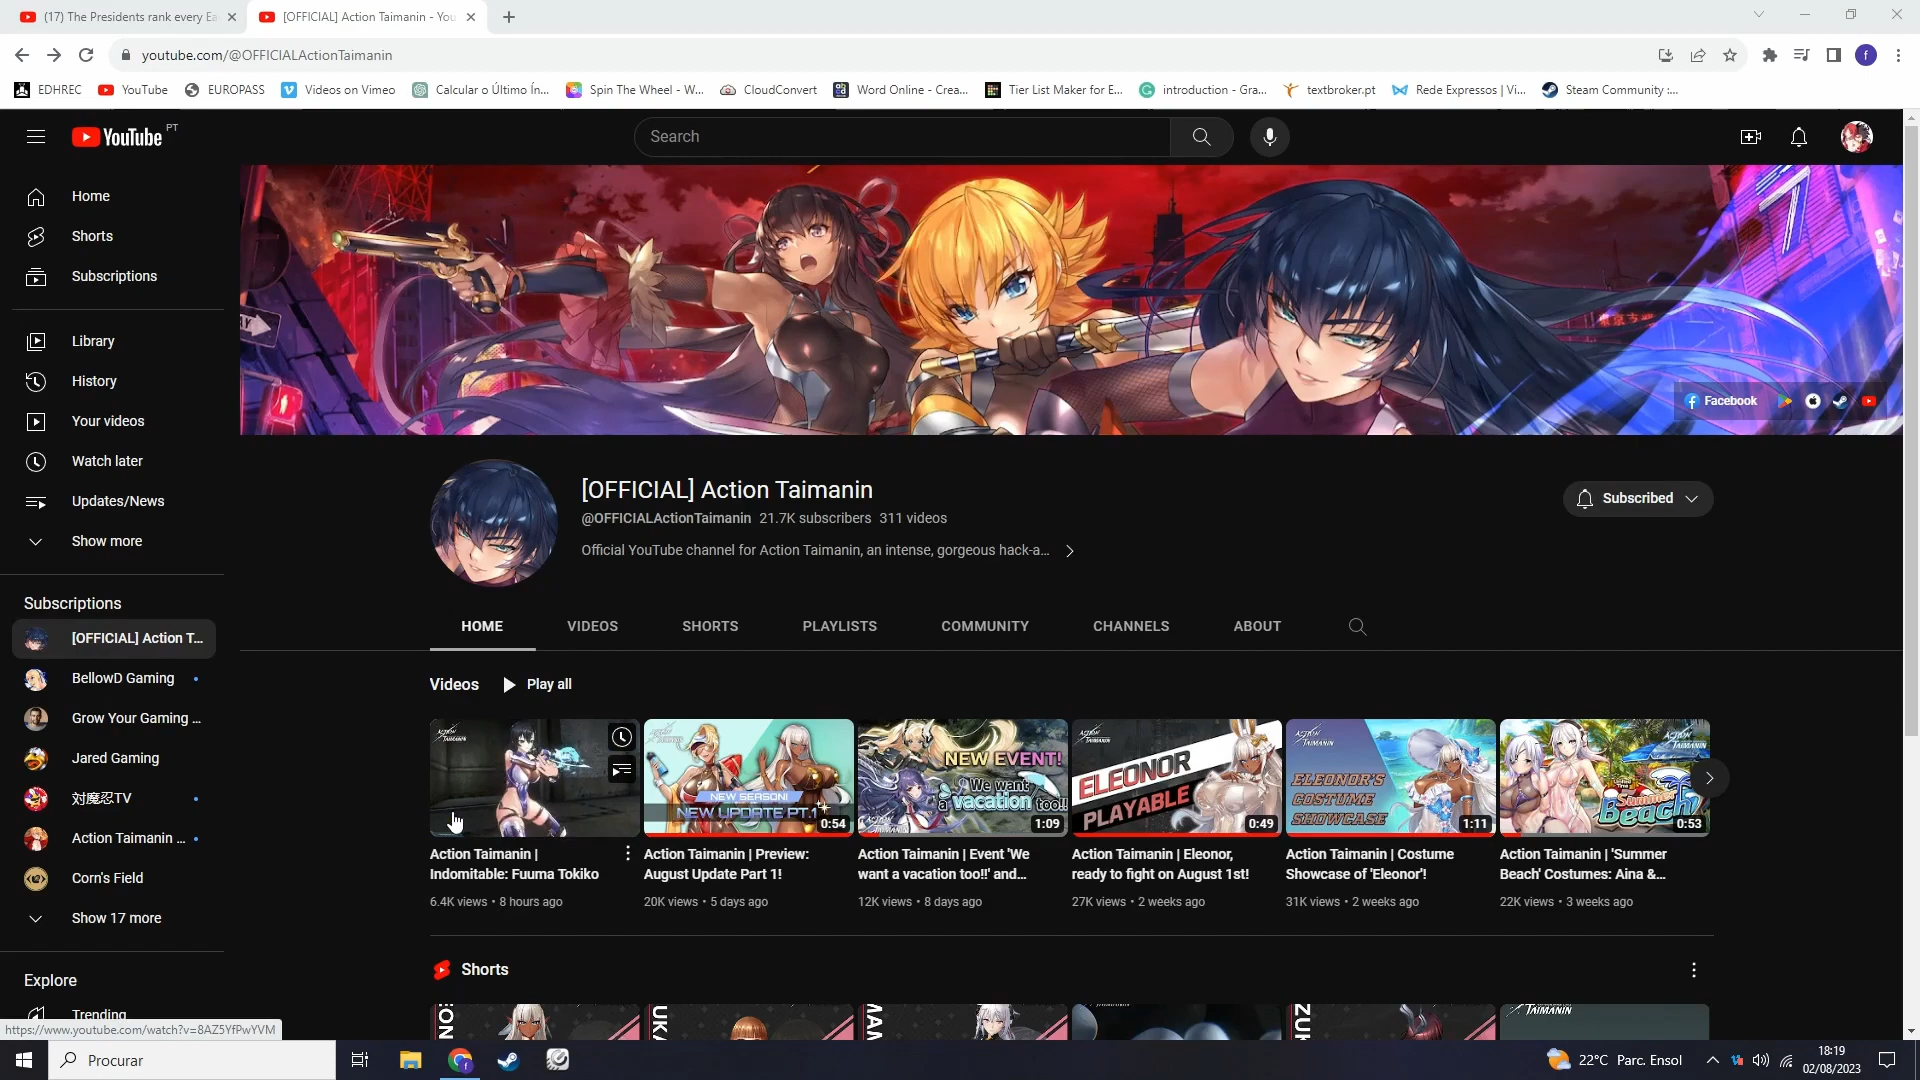 (17) The Presidents rank every Ea
[OFFICIAL] Action Taimanin - You
youtube.com/@OFFICIALActionTaimanin
f
EDHREC
YouTube
EUROPASS
Videos on Vimeo
Calcular o Último Ín...
Spin The Wheel - W...
CloudConvert
Word Online - Crea...
Tier List Maker for E...
introduction - Gra...
textbroker.pt
Rede Expressos | Vi...
Steam Community :...
YouTube PT
Search
Home
Shorts
Subscriptions
Library
History
Your videos
Watch later
Updates/News
Show more
Subscriptions
[OFFICIAL] Action T...
BellowD Gaming
Grow Your Gaming ...
Jared Gaming
対魔忍TV
Action Taimanin ...
Corn's Field
Show 17 more
Explore
Trending
https://www.youtube.com/watch?v=8AZ5YfPwYVM
Facebook
[OFFICIAL] Action Taimanin
@OFFICIALActionTaimanin 21.7K subscribers 311 videos
Official YouTube channel for Action Taimanin, an intense, gorgeous hack-a...
Subscribed
HOME
VIDEOS
SHORTS
PLAYLISTS
COMMUNITY
CHANNELS
ABOUT
Videos
Play all
ACTION TAIMANIN
Action Taimanin |
Indomitable: Fuuma Tokiko
6.4K views • 8 hours ago
NEW SEASON!
NEW UPDATE PT.1
0:54
Action Taimanin | Preview:
August Update Part 1!
20K views • 5 days ago
NEW EVENT!
We want
a vacation too!!
ACTION TAIMANIN
1:09
Action Taimanin | Event 'We
want a vacation too!!' and...
12K views • 8 days ago
ACTION TAIMANIN
ELEONOR
PLAYABLE
0:49
Action Taimanin | Eleonor,
ready to fight on August 1st!
27K views • 2 weeks ago
ACTION TAIMANIN
ELEONOR'S
COSTUME
SHOWCASE
1:11
Action Taimanin | Costume
Showcase of 'Eleonor'!
31K views • 2 weeks ago
ACTION TAIMANIN
Summer
Beach
0:53
Action Taimanin | 'Summer
Beach' Costumes: Aina &...
22K views • 3 weeks ago
Shorts
TAIMANIN
Procurar
22°C Parc. Ensol
18:19
02/08/2023